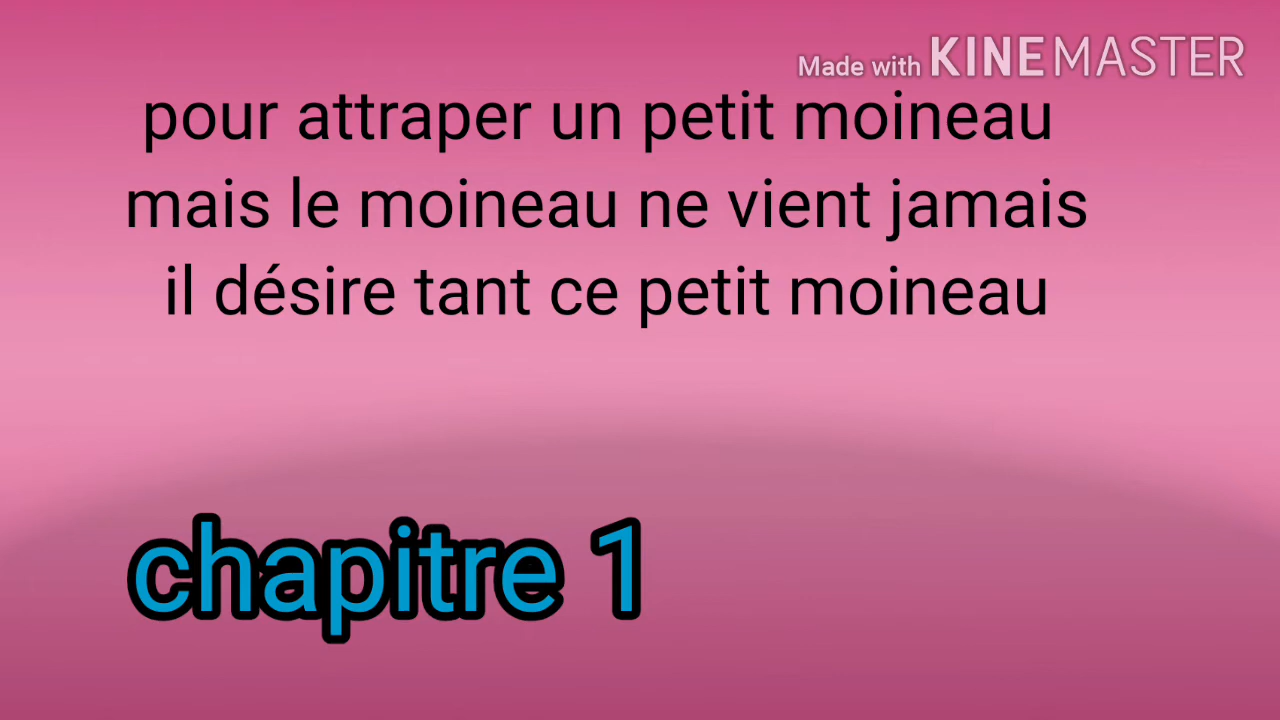 Made with KINEMASTER
pour attraper un petit moineau
mais le moineau ne vient jamais
il désire tant ce petit moineau
chapitre 1